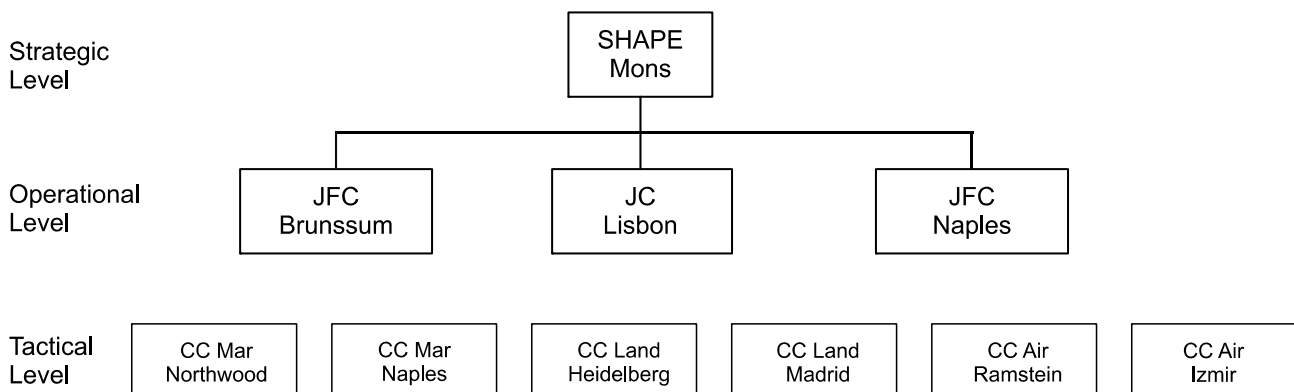 Strategic
Level
SHAPE
Mons
Operational
Level
JFC
Brunssum
JC
Lisbon
JFC
Naples
Tactical
Level
CC Mar
Northwood
CC Mar
Naples
CC Land
Heidelberg
CC Land
Madrid
CC Air
Ramstein
CC Air
Izmir